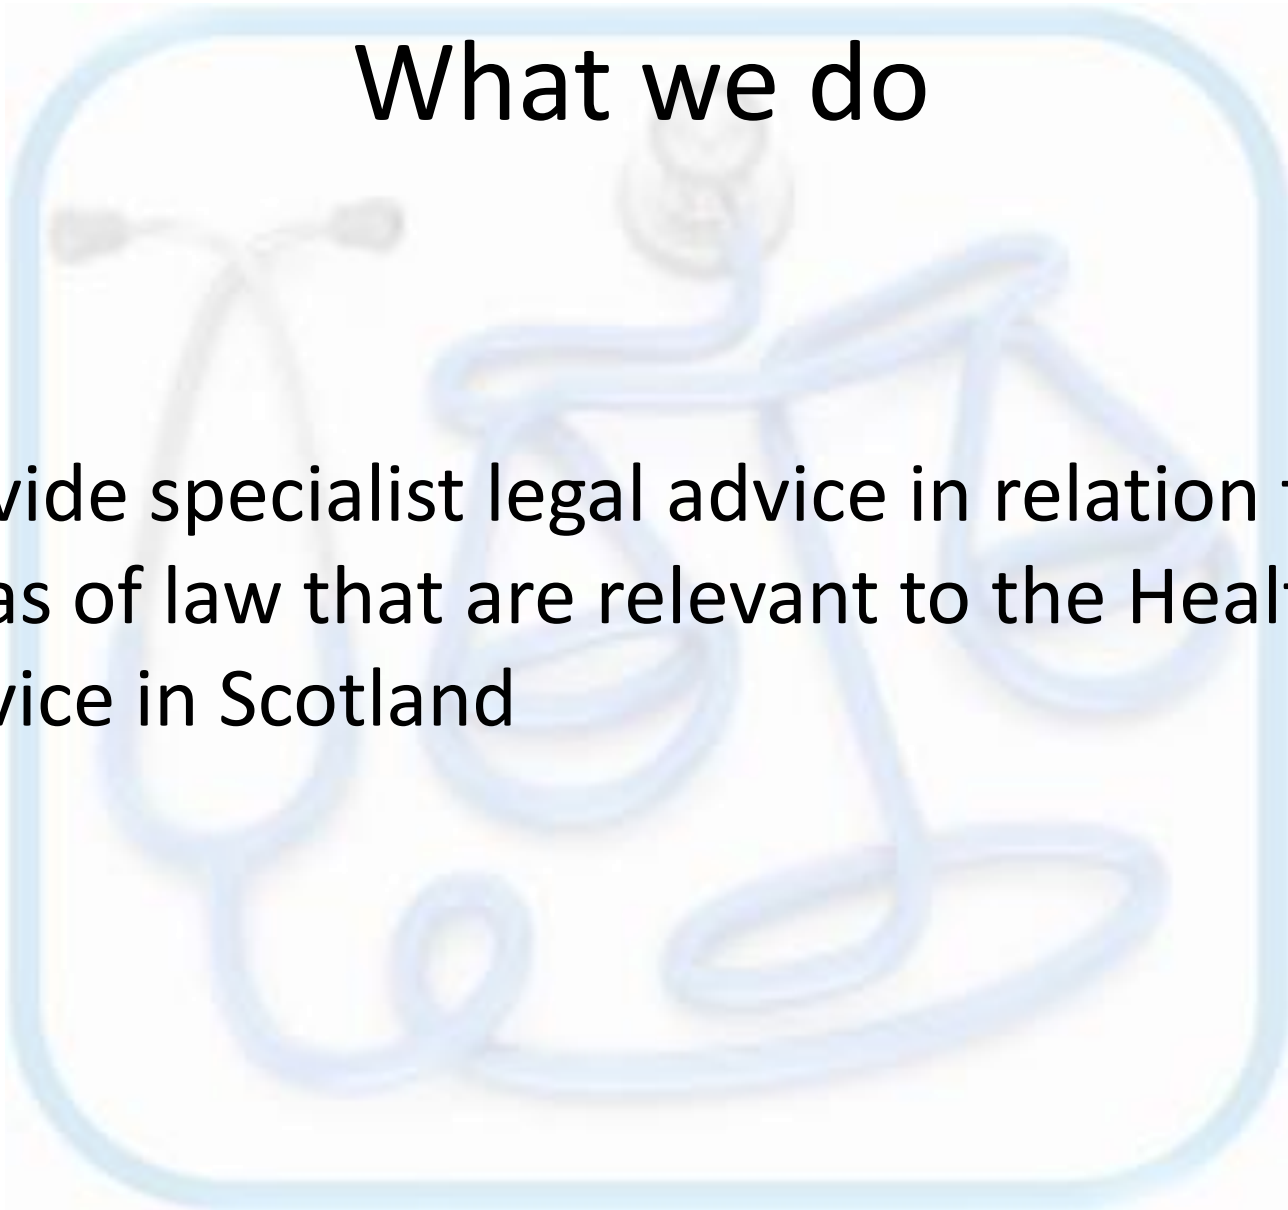 What we do
vide specialist legal advice in relation
as of law that are relevant to the Heal
vice in Scotland